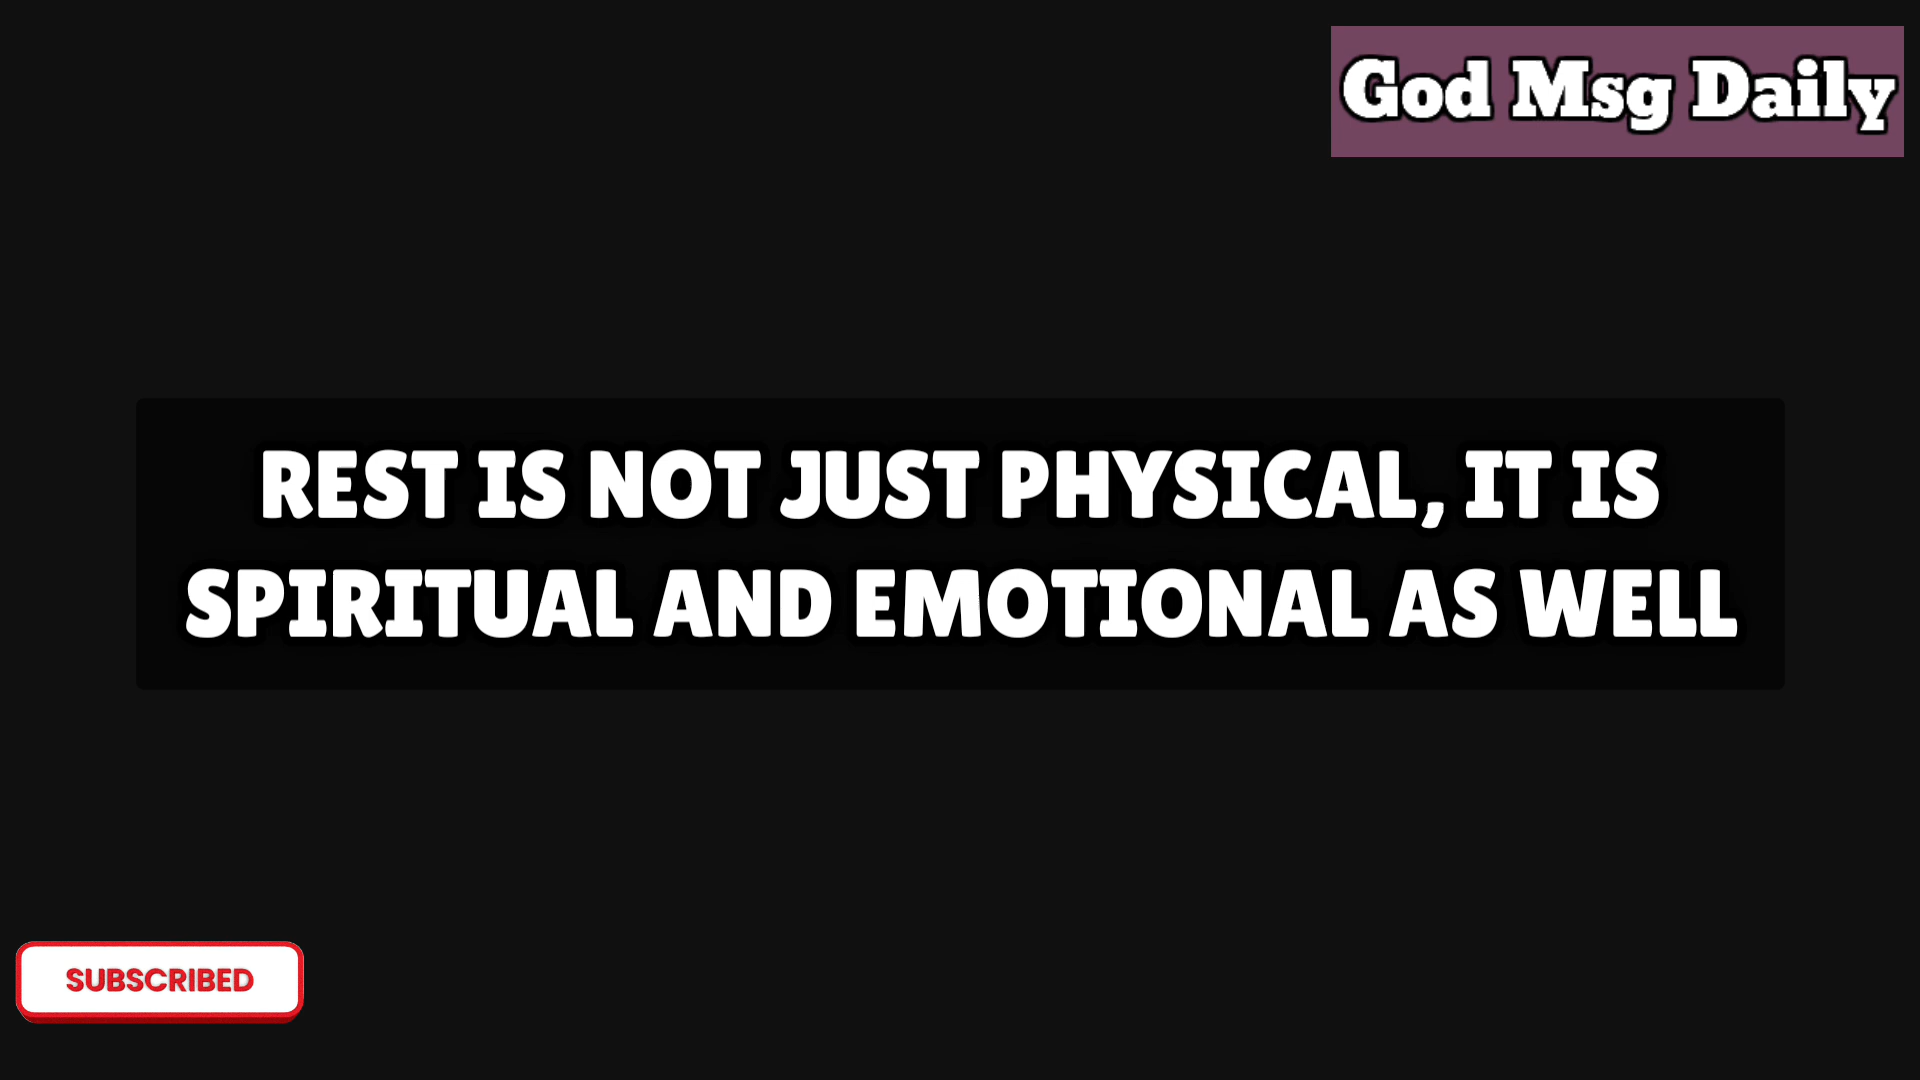 God Msg Daily
REST IS NOT JUST PHYSICAL, IT IS
SPIRITUAL AND EMOTIONAL AS WELL
SUBSCRIBED